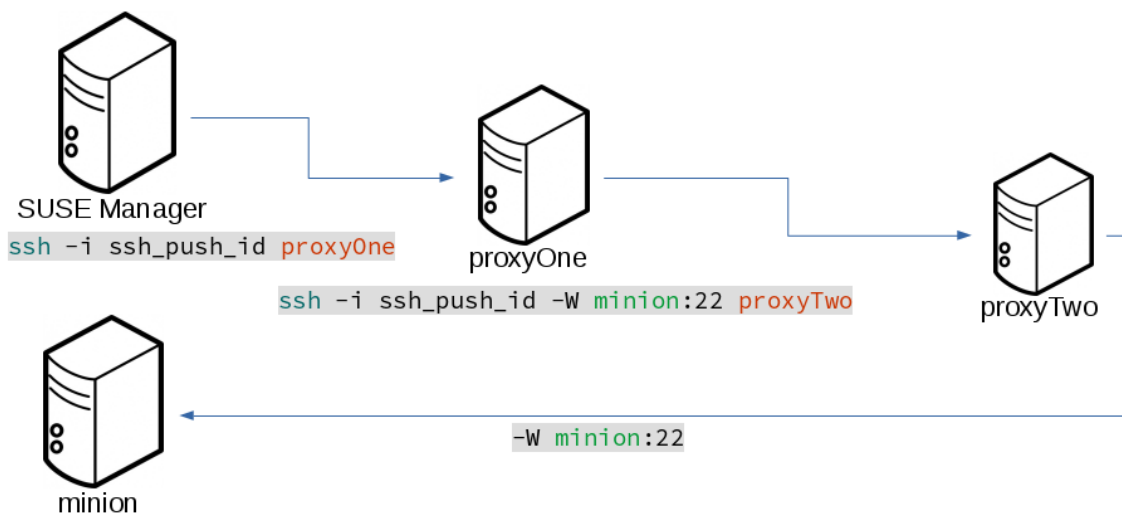 SUSE Manager
ssh -i ssh_push_id proxyOne
proxyOne
ssh -i ssh_push_id -W minion:22 proxyTwo
proxyTwo
-W minion:22
minion